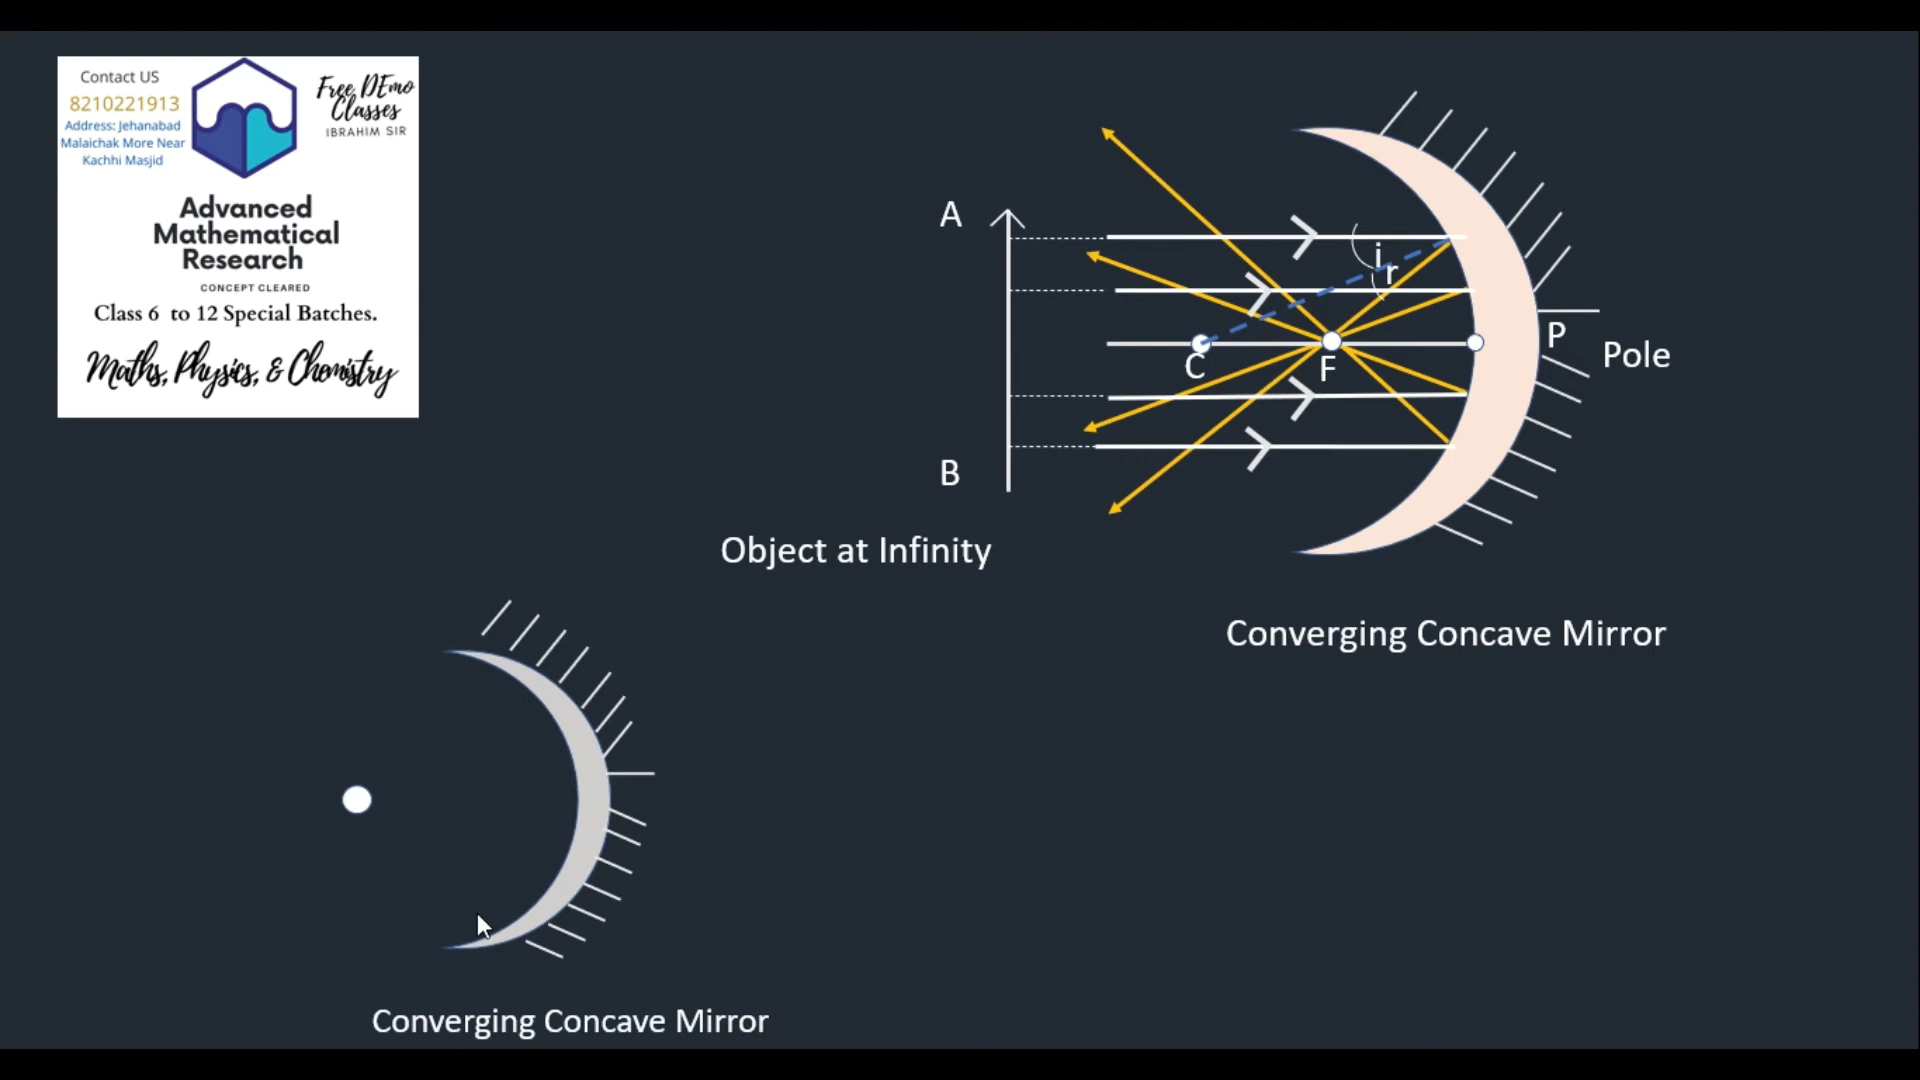 Contact US
8210221913
Address: Jehanabad
Malaichak More Near
Kachhi Masjid
Free DEmo
Classes
IBRAHIM SIR
Advanced
Mathematical
Research
CONCEPT CLEARED
Class 6 to 12 Special Batches.
Maths, Physics, & Chemistry
A
i
r
C
F
P
Pole
B
Object at Infinity
Converging Concave Mirror
Converging Concave Mirror